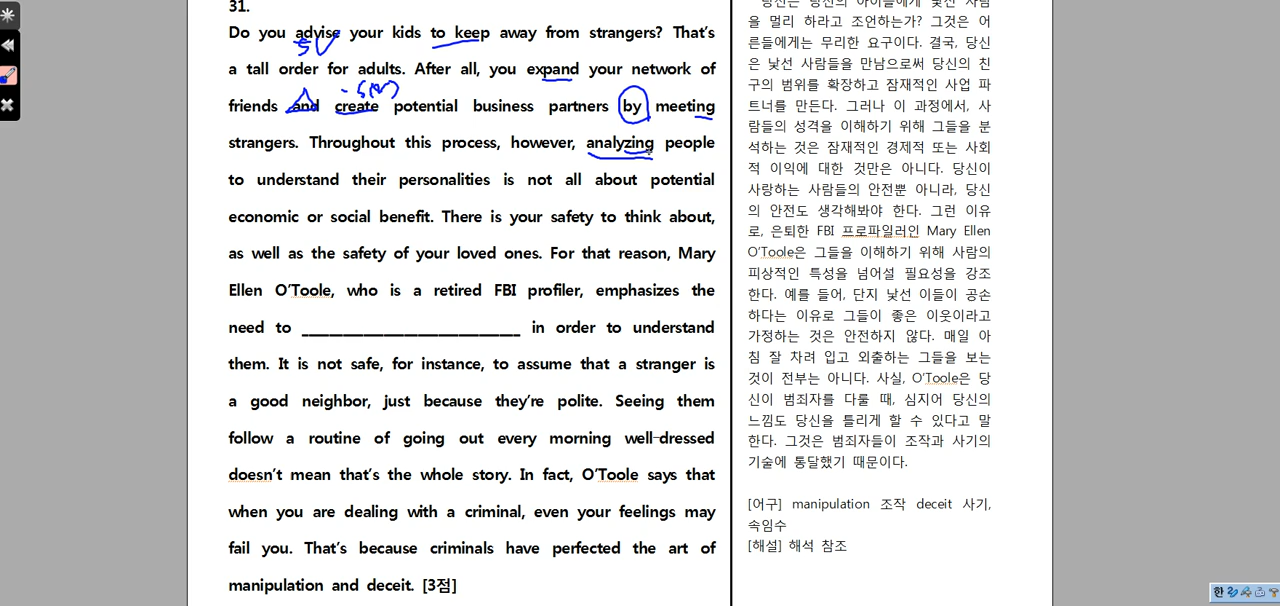 31.
Do you advise your kids to keep away from strangers? That's
a tall order for adults. After all, you expand your network of
friends and create potential business partners by meeting
strangers. Throughout this process, however, analyzing people
to understand their personalities is not all about potential
economic or social benefit. There is your safety to think about,
as well as the safety of your loved ones. For that reason, Mary
Ellen O'Toole, who is a retired FBI profiler, emphasizes the
need to ______________________________ in order to understand
them. It is not safe, for instance, to assume that a stranger is
a good neighbor, just because they're polite. Seeing them
follow a routine of going out every morning well-dressed
doesn't mean that's the whole story. In fact, O'Toole says that
when you are dealing with a criminal, even your feelings may
fail you. That's because criminals have perfected the art of
manipulation and deceit. [3점]
당신은 당신의 아이들에게 낯선 사람
을 멀리 하라고 조언하는가? 그것은 어
른들에게는 무리한 요구이다. 결국, 당신
은 낯선 사람들을 만남으로써 당신의 친
구의 범위를 확장하고 잠재적인 사업 파
트너를 만든다. 그러나 이 과정에서, 사
람들의 성격을 이해하기 위해 그들을 분
석하는 것은 잠재적인 경제적 또는 사회
적 이익에 대한 것만은 아니다. 당신이
사랑하는 사람들의 안전뿐 아니라, 당신
의 안전도 생각해봐야 한다. 그런 이유
로, 은퇴한 FBI 프로파일러인 Mary Ellen
O'Toole은 그들을 이해하기 위해 사람의
피상적인 특성을 넘어설 필요성을 강조
한다. 예를 들어, 단지 낯선 이들이 공손
하다는 이유로 그들이 좋은 이웃이라고
가정하는 것은 안전하지 않다. 매일 아
침 잘 차려 입고 외출하는 그들을 보는
것이 전부는 아니다. 사실, O'Toole은 당
신이 범죄자를 다룰 때, 심지어 당신의
느낌도 당신을 틀리게 할 수 있다고 말
한다. 그것은 범죄자들이 조작과 사기의
기술에 통달했기 때문이다.
[어구] manipulation 조작 deceit 사기,
속임수
[해설] 해석 참조
한